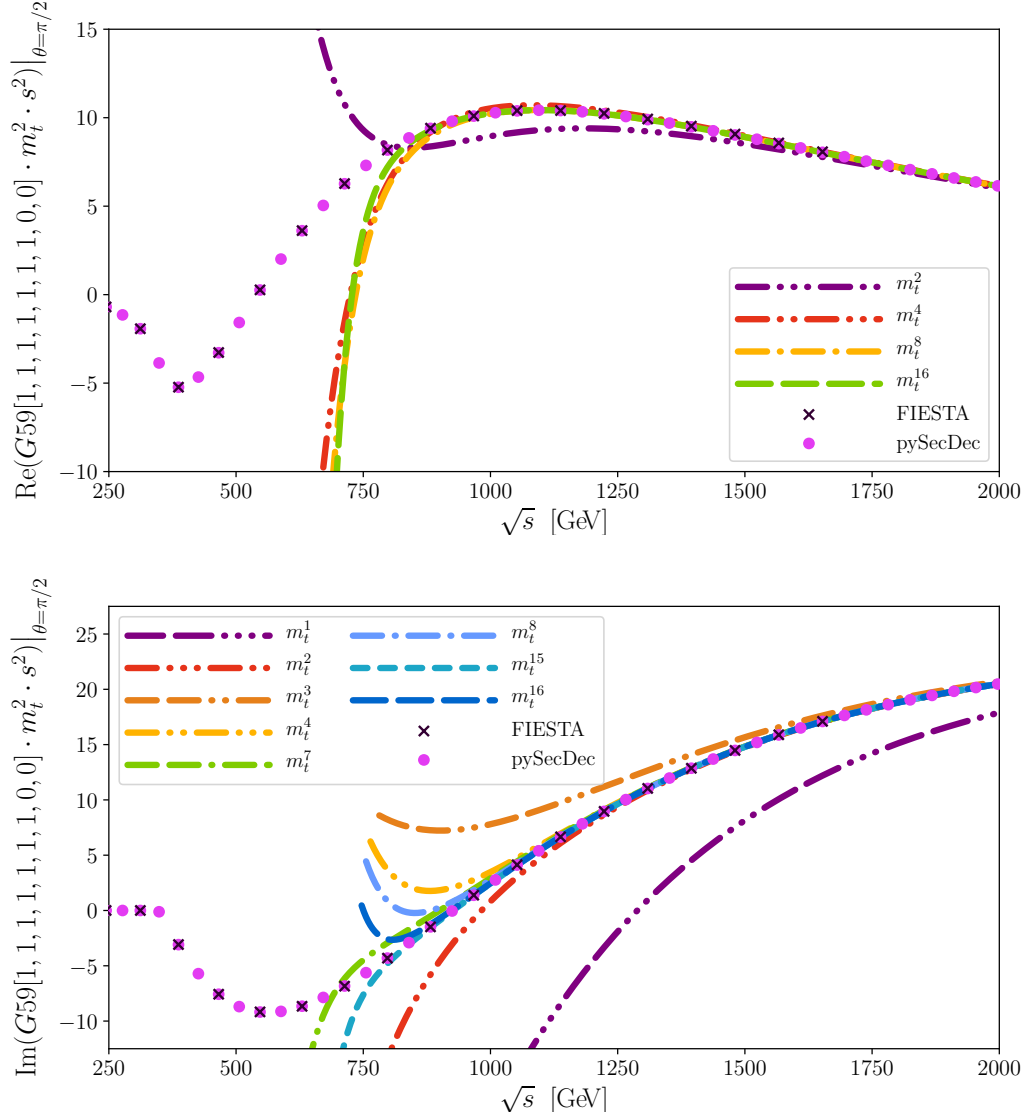 Re(G59[1, 1, 1, 1, 1, 1, 1, 0, 0] · m_t^2 · s^2)|_{θ=π/2}
15
10
5
0
−5
−10
m_t^2
m_t^4
m_t^8
m_t^{16}
FIESTA
pySecDec
250 500 750 1000 1250 1500 1750 2000
√s [GeV]
Im(G59[1, 1, 1, 1, 1, 1, 1, 0, 0] · m_t^2 · s^2)|_{θ=π/2}
25
20
15
10
5
0
−5
−10
m_t^1
m_t^2
m_t^3
m_t^4
m_t^7
m_t^8
m_t^{15}
m_t^{16}
FIESTA
pySecDec
250 500 750 1000 1250 1500 1750 2000
√s [GeV]